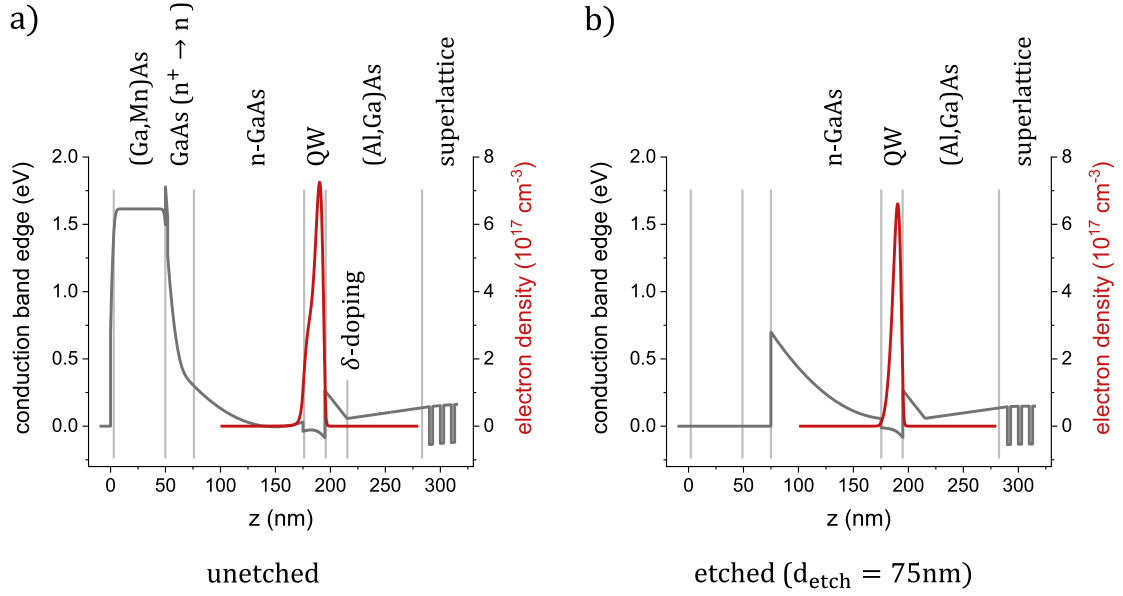 a)
(Ga,Mn)As
GaAs (n⁺ → n )
n-GaAs
QW
(Al,Ga)As
superlattice
δ-doping
conduction band edge (eV)
2.0
1.5
1.0
0.5
0.0
8
6
4
2
0
electron density (10¹⁷ cm⁻³)
0 50 100 150 200 250 300
z (nm)
unetched
b)
n-GaAs
QW
(Al,Ga)As
superlattice
conduction band edge (eV)
2.0
1.5
1.0
0.5
0.0
8
6
4
2
0
electron density (10¹⁷ cm⁻³)
0 50 100 150 200 250 300
z (nm)
etched (d_etch = 75nm)